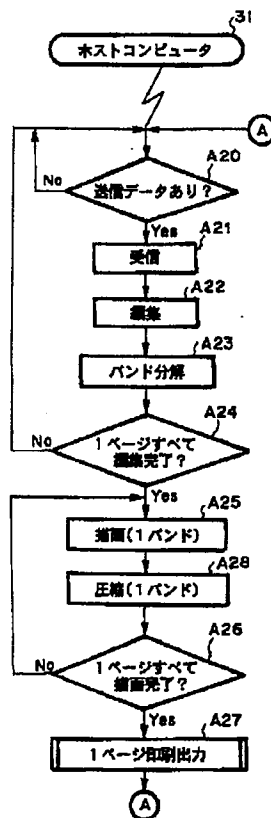 31
ホストコンピュータ
A
A20
No
送信データあり?
Yes
A21
受信
A22
編集
A23
バンド分解
A24
No
1ページすべて
編集完了?
Yes
A25
描画(1バンド)
A28
圧縮(1バンド)
A26
No
1ページすべて
描画完了?
Yes
A27
1ページ印刷出力
A